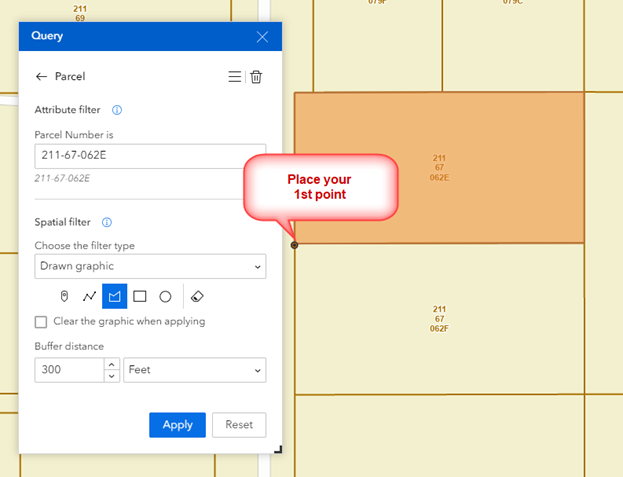 211
69
079F
079C
Query
Parcel
Attribute filter
Parcel Number is
211-67-062E
211-67-062E
Place your
1st point
211
67
062E
Spatial filter
Choose the filter type
Drawn graphic
Clear the graphic when applying
Buffer distance
300
Feet
211
67
062F
Apply
Reset